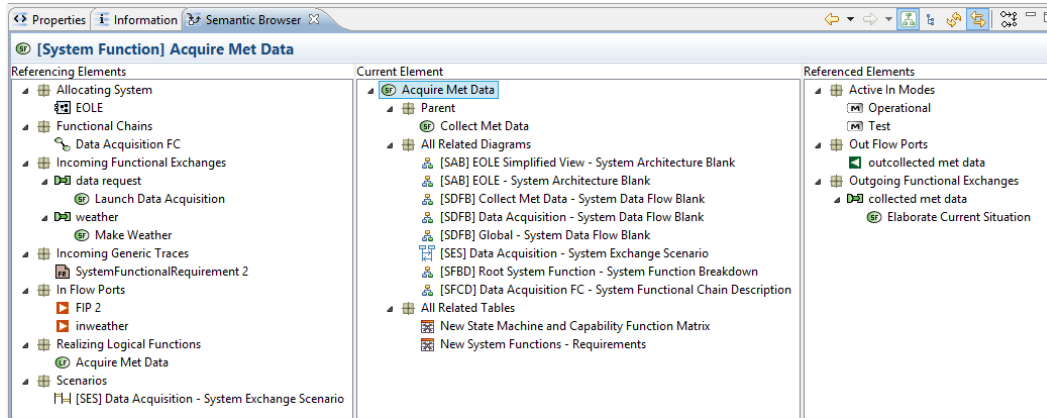 Properties
Information
Semantic Browser
[System Function] Acquire Met Data
Referencing Elements
Allocating System
EOLE
Functional Chains
Data Acquisition FC
Incoming Functional Exchanges
data request
Launch Data Acquisition
weather
Make Weather
Incoming Generic Traces
SystemFunctionalRequirement 2
In Flow Ports
FIP 2
inweather
Realizing Logical Functions
Acquire Met Data
Scenarios
[SES] Data Acquisition - System Exchange Scenario
Current Element
Acquire Met Data
Parent
Collect Met Data
All Related Diagrams
[SAB] EOLE Simplified View - System Architecture Blank
[SAB] EOLE - System Architecture Blank
[SDFB] Collect Met Data - System Data Flow Blank
[SDFB] Data Acquisition - System Data Flow Blank
[SDFB] Global - System Data Flow Blank
[SES] Data Acquisition - System Exchange Scenario
[SFBD] Root System Function - System Function Breakdown
[SFCD] Data Acquisition FC - System Functional Chain Description
All Related Tables
New State Machine and Capability Function Matrix
New System Functions - Requirements
Referenced Elements
Active In Modes
Operational
Test
Out Flow Ports
outcollected met data
Outgoing Functional Exchanges
collected met data
Elaborate Current Situation